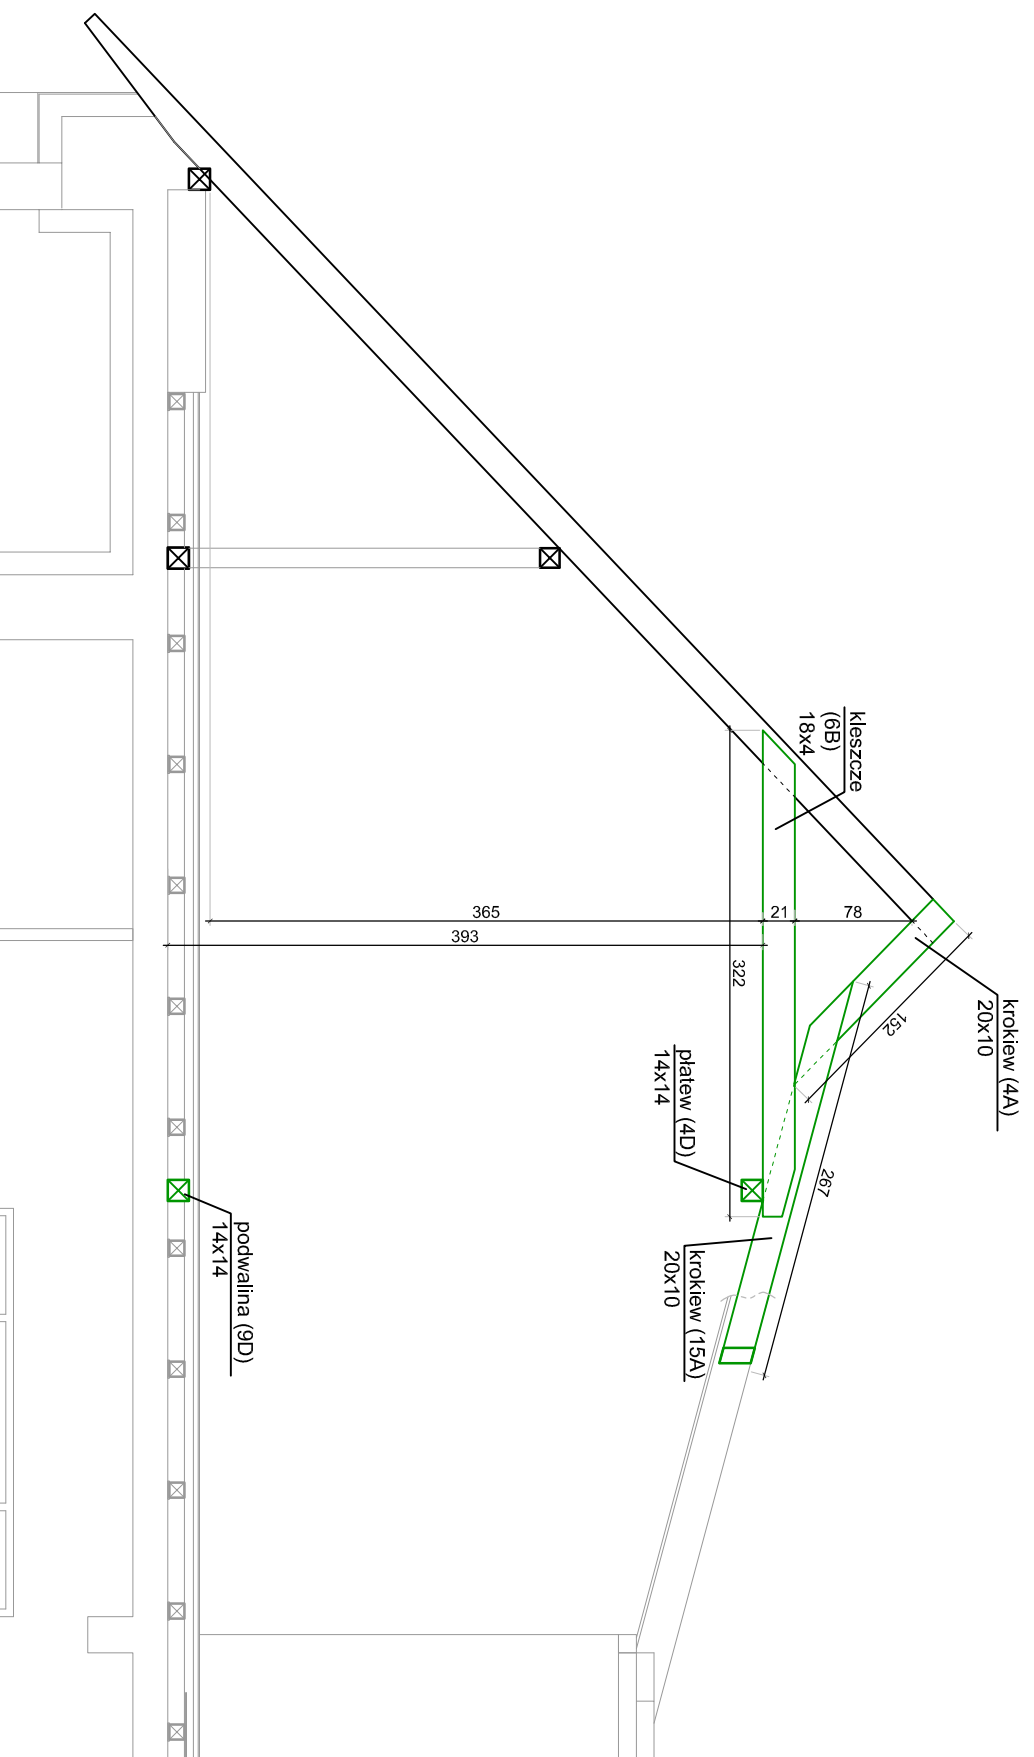 krokiew (4A)
20x10
kleszcze
(6B)
18x4
78
21
365
393
322
152
267
płatew (4D)
14x14
krokiew (15A)
20x10
podwalina (9D)
14x14